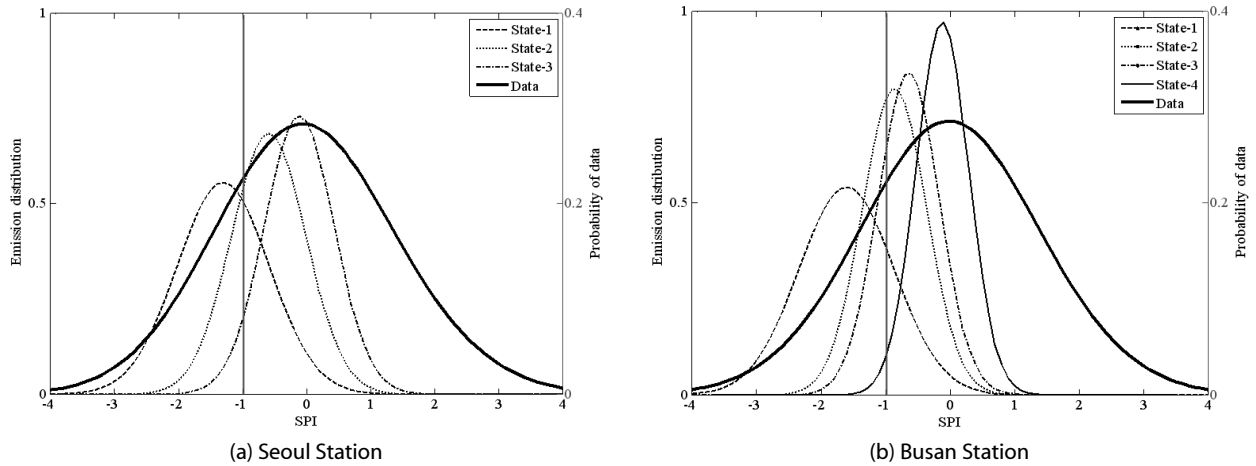 1
0.5
0
Emission distribution
0.4
0.2
0
Probability of data
-4
-3
-2
-1
0
1
2
3
4
SPI
State-1
State-2
State-3
Data
(a) Seoul Station
1
0.5
0
Emission distribution
0.4
0.2
0
Probability of data
-4
-3
-2
-1
0
1
2
3
4
SPI
State-1
State-2
State-3
State-4
Data
(b) Busan Station